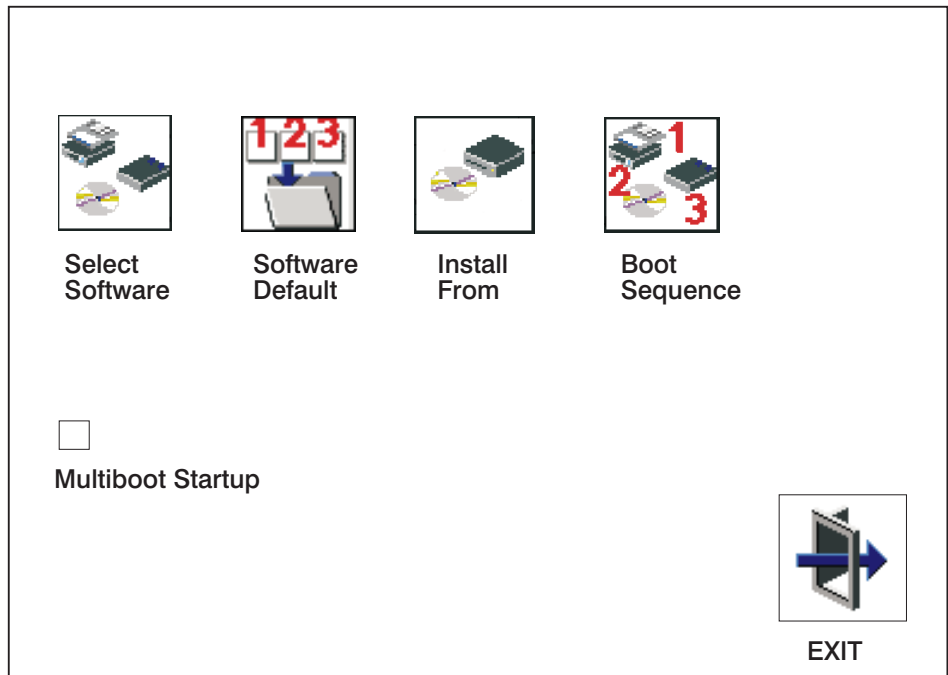 1 2 3
1
2
3
Select
Software
Software
Default
Install
From
Boot
Sequence
Multiboot Startup
EXIT